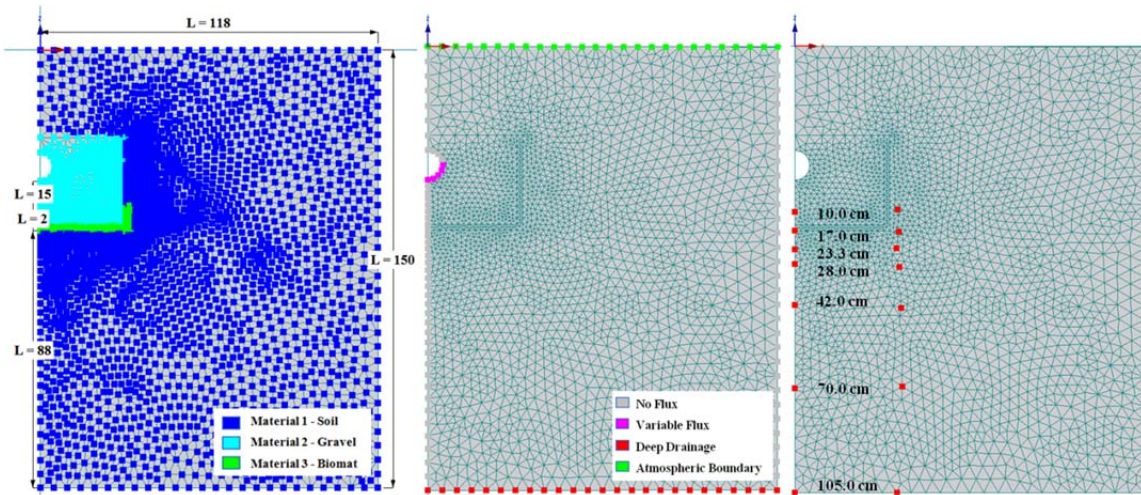 z
L = 118
L = 15
L = 2
L = 150
L = 88
Material 1 - Soil
Material 2 - Gravel
Material 3 - Biomat
z
No Flux
Variable Flux
Deep Drainage
Atmospheric Boundary
z
10.0 cm
17.0 cm
23.3 cm
28.0 cm
42.0 cm
70.0 cm
105.0 cm